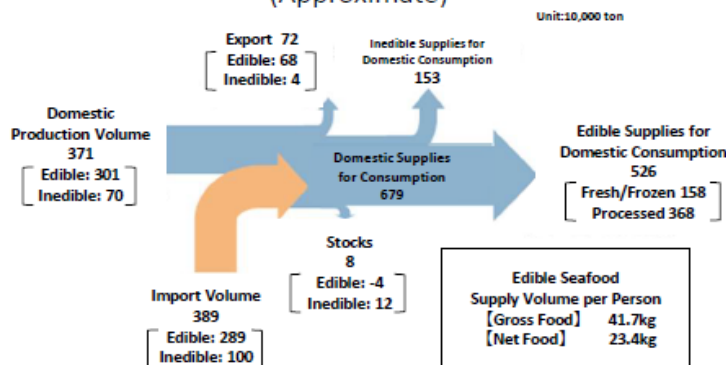 (Approximate)
Unit:10,000 ton
Export 72
Edible: 68
Inedible: 4
Inedible Supplies for
Domestic Consumption
153
Domestic
Production Volume
371
Edible: 301
Inedible: 70
Domestic Supplies
for Consumption
679
Edible Supplies for
Domestic Consumption
526
Fresh/Frozen 158
Processed 368
Stocks
8
Edible: -4
Inedible: 12
Import Volume
389
Edible: 289
Inedible: 100
Edible Seafood
Supply Volume per Person
【Gross Food】 41.7kg
【Net Food】 23.4kg